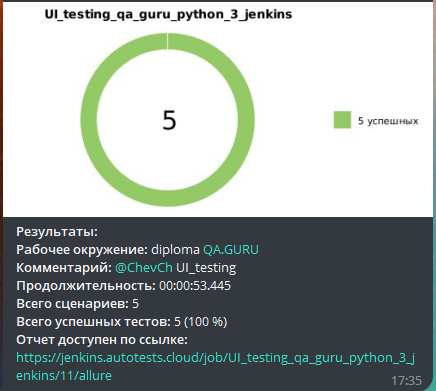 UI_testing_qa_guru_python_3_jenkins
5
5 успешных
Результаты:
Рабочее окружение: diploma QA.GURU
Комментарий: @ChevCh UI_testing
Продолжительность: 00:00:53.445
Всего сценариев: 5
Всего успешных тестов: 5 (100 %)
Отчет доступен по ссылке:
https://jenkins.autotests.cloud/job/UI_testing_qa_guru_python_3_j
enkins/11/allure
17:35